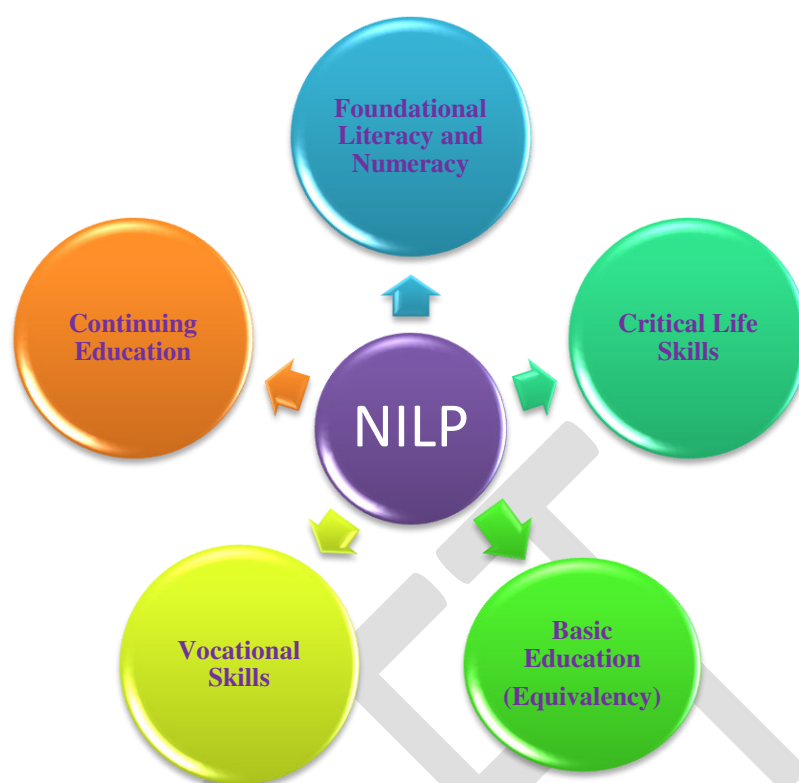 Foundational
Literacy and
Numeracy
Continuing
Education
Critical Life
Skills
NILP
Vocational
Skills
Basic
Education
(Equivalency)